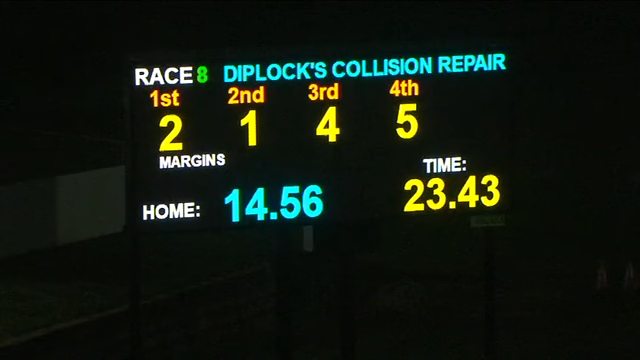 RACE 8 DIPLOCK'S COLLISION REPAIR
1st 2nd 3rd 4th
2 1 4 5
MARGINS
TIME:
HOME: 14.56 23.43